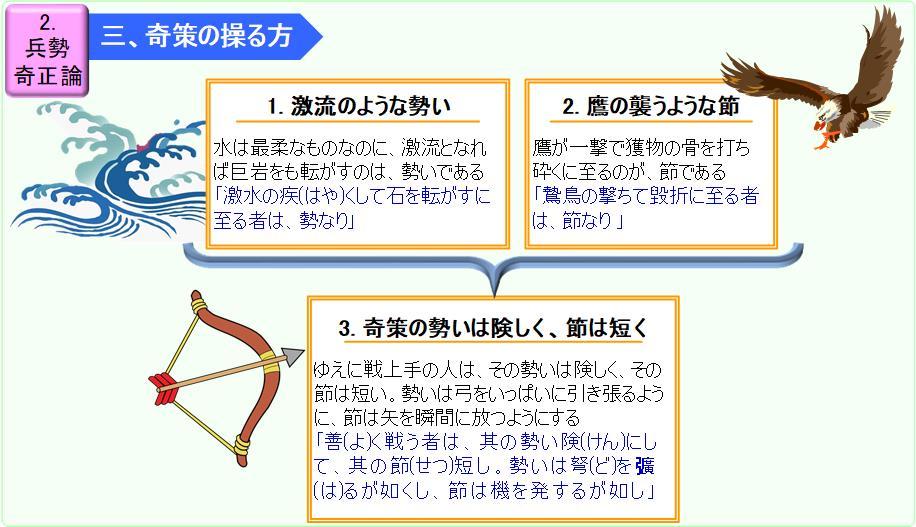 2.
兵勢
奇正論
三、奇策の操る方
1. 激流のような勢い
水は最柔なものなのに、激流となれ
ば巨岩をも転がすのは、勢いである
「激水の疾(はや)くして石を転がすに
至る者は、勢なり」
2. 鷹の襲うような節
鷹が一撃で獲物の骨を打ち
砕くに至るのが、節である
「鷙鳥の撃ちて毀折に至る者
は、節なり」
3. 奇策の勢いは険しく、節は短く
ゆえに戦上手の人は、その勢いは険しく、その
節は短い。勢いは弓をいっぱいに引き張るよう
に、節は矢を瞬間に放つようにする
「善(よ)く戦う者は、其の勢い険(けん)にし
て、其の節(せつ)短し。勢いは弩(ど)を彍
(は)るが如くし、節は機を発するが如し」